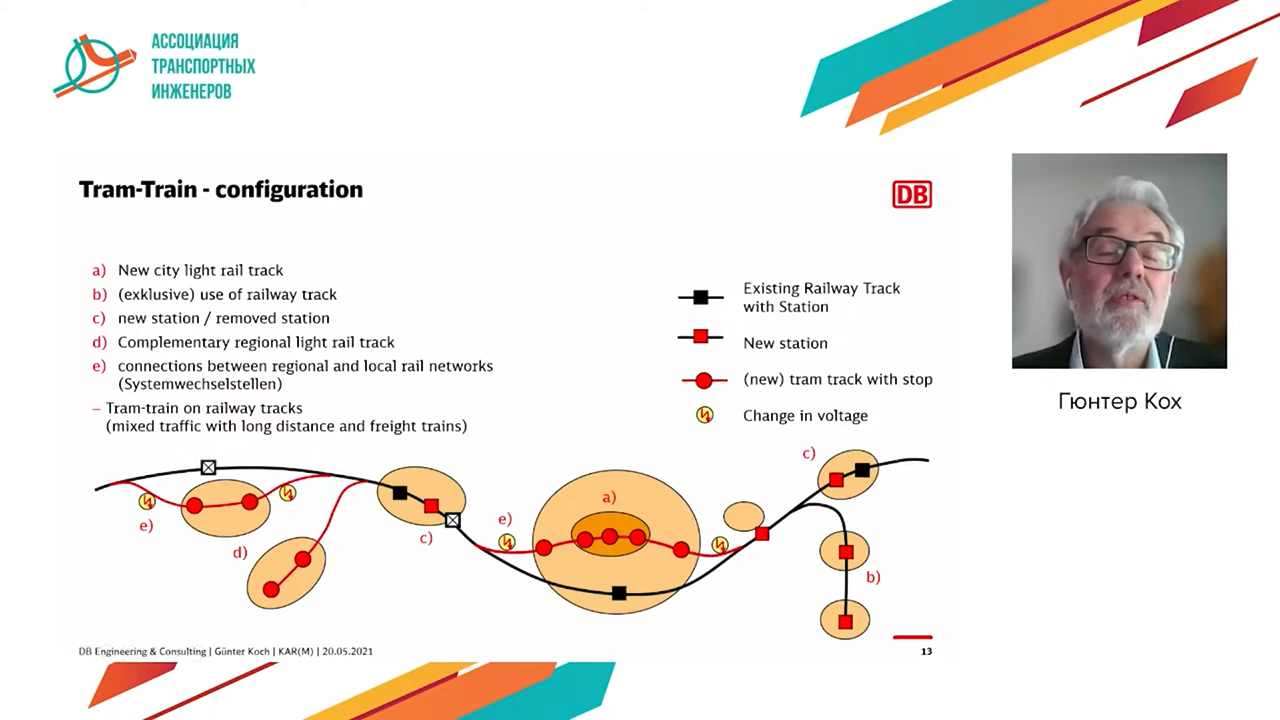 АССОЦИАЦИЯ
ТРАНСПОРТНЫХ
ИНЖЕНЕРОВ
Tram-Train - configuration
DB
a) New city light rail track
b) (exklusive) use of railway track
c) new station / removed station
d) Complementary regional light rail track
e) connections between regional and local rail networks
(Systemwechselstellen)
– Tram-train on railway tracks
(mixed traffic with long distance and freight trains)
Existing Railway Track
with Station
New station
(new) tram track with stop
Change in voltage
Гюнтер Кох
c)
a)
e)
e)
c)
d)
b)
DB Engineering & Consulting | Günter Koch | KAR(M) | 20.05.2021
13